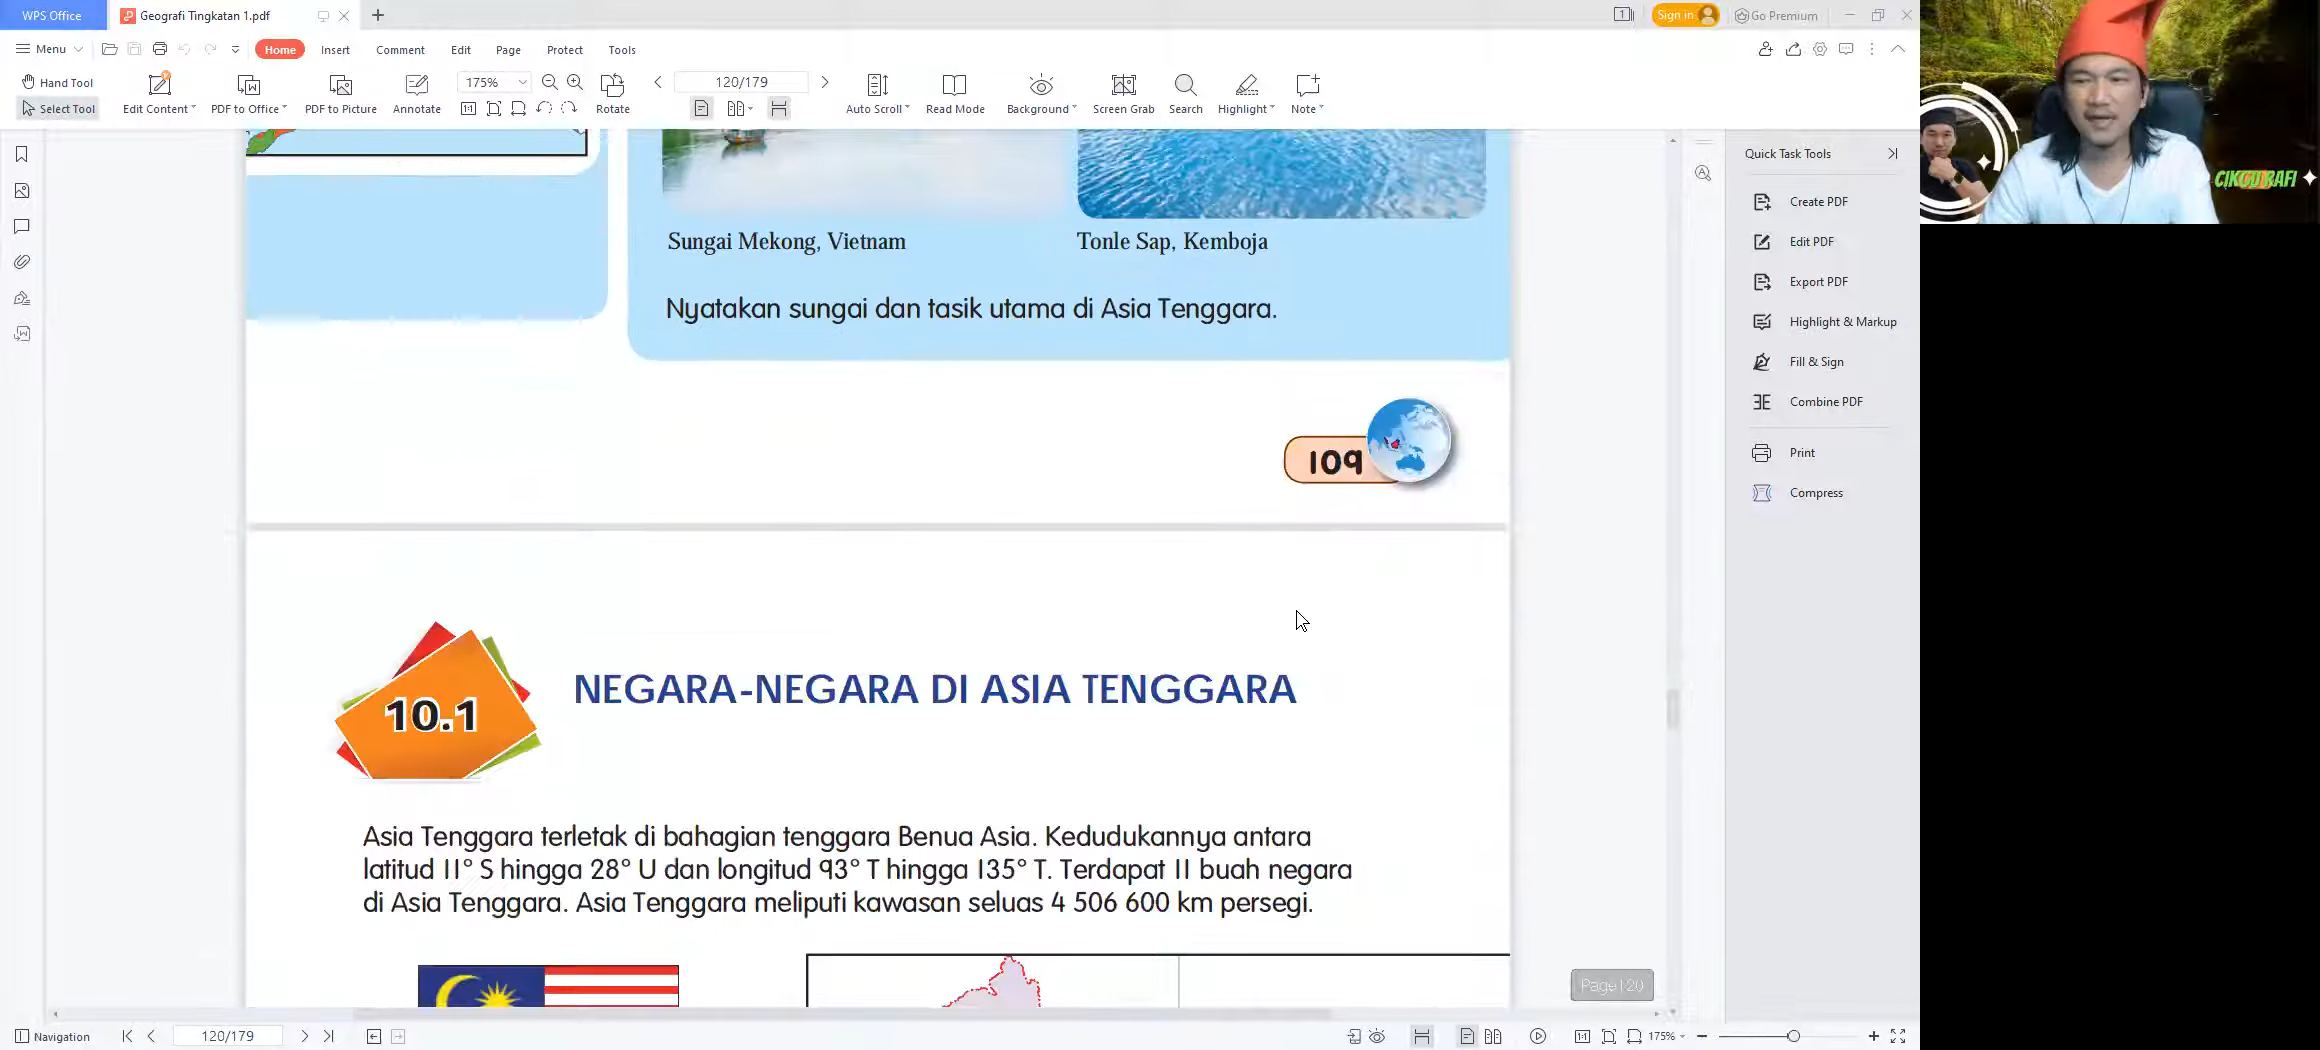 WPS Office
Geografi Tingkatan 1.pdf
1
Sign in
Go Premium
Menu
Home
Insert
Comment
Edit
Page
Protect
Tools
Hand Tool
Select Tool
Edit Content
PDF to Office
PDF to Picture
Annotate
175%
1:1
Rotate
120/179
Auto Scroll
Read Mode
Background
Screen Grab
Search
Highlight
Note
CIKGU RAFI
Quick Task Tools
Create PDF
Edit PDF
Export PDF
Highlight & Markup
Fill & Sign
Combine PDF
Print
Compress
Sungai Mekong, Vietnam
Tonle Sap, Kemboja
Nyatakan sungai dan tasik utama di Asia Tenggara.
109
10.1
NEGARA-NEGARA DI ASIA TENGGARA
Asia Tenggara terletak di bahagian tenggara Benua Asia. Kedudukannya antara
latitud 11° S hingga 28° U dan longitud 93° T hingga 135° T. Terdapat 11 buah negara
di Asia Tenggara. Asia Tenggara meliputi kawasan seluas 4 506 600 km persegi.
Page120
Navigation
120/179
1:1
175%